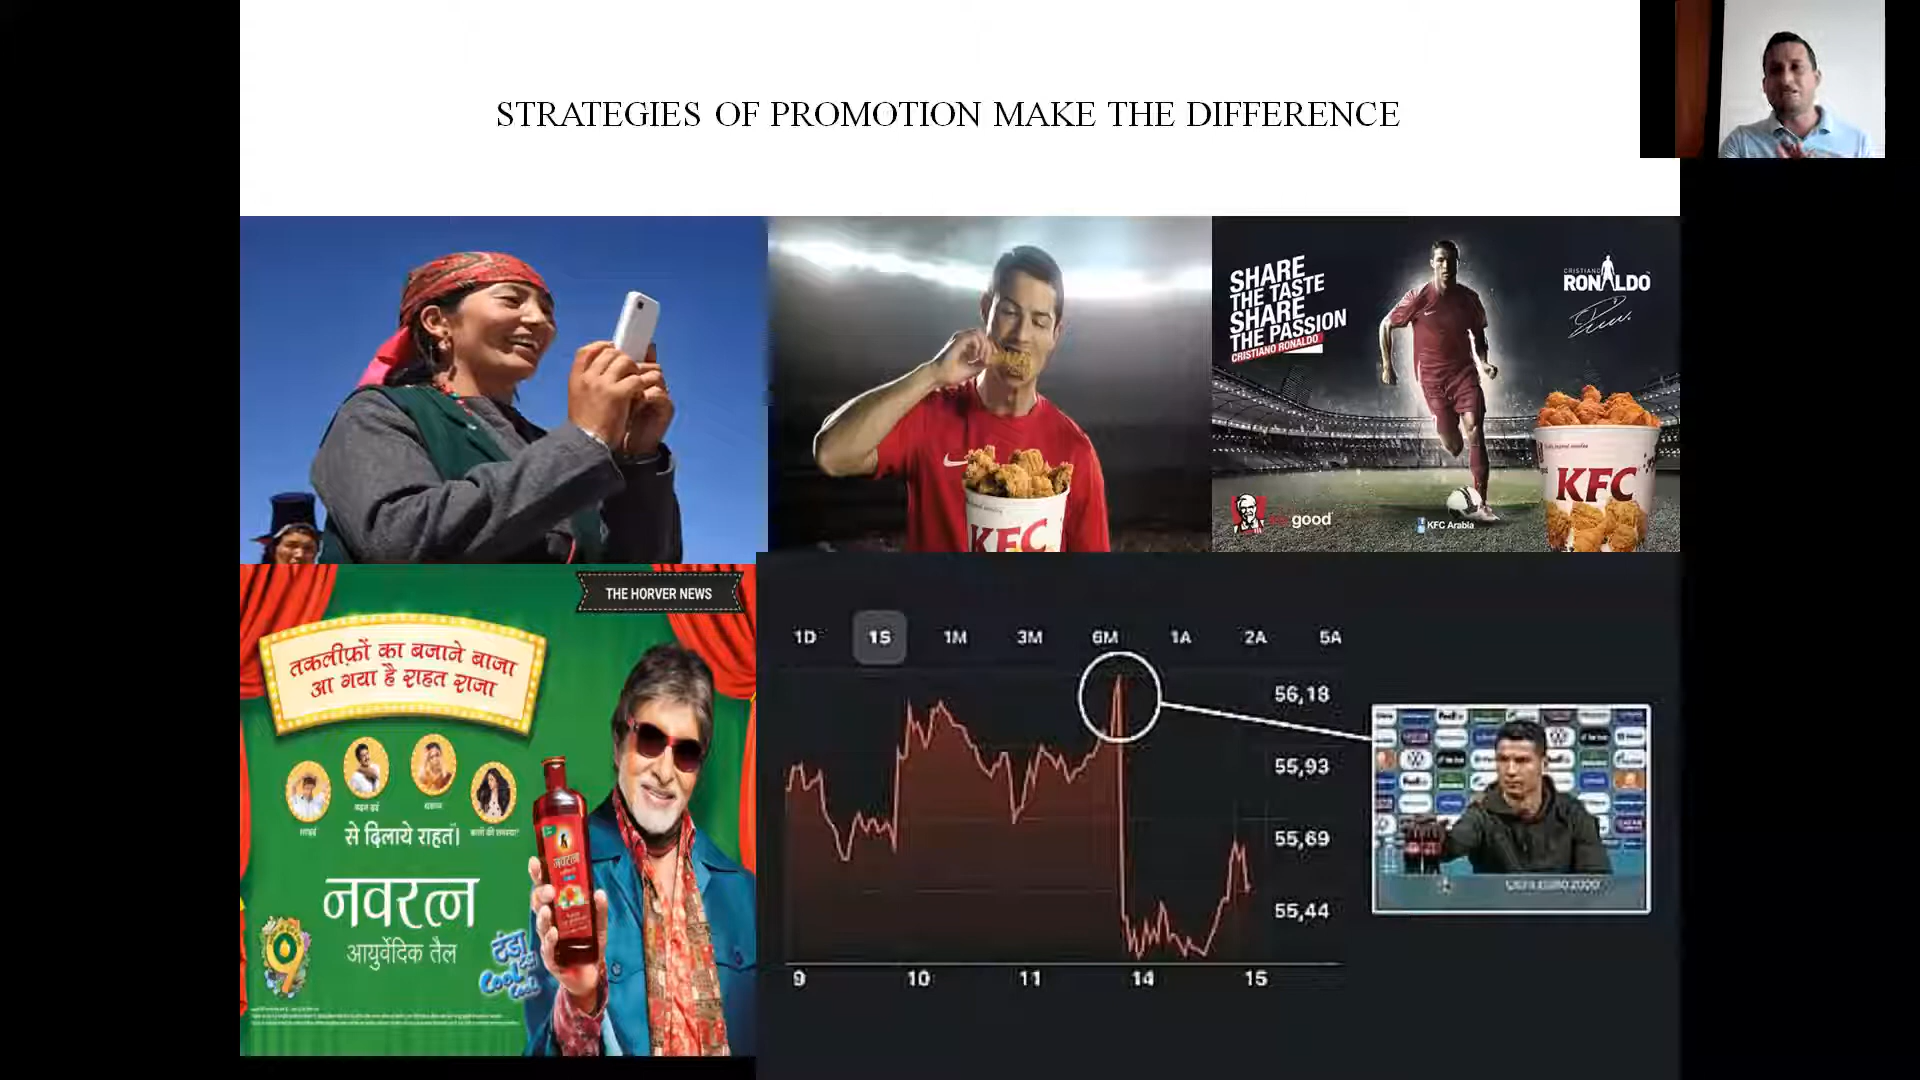 STRATEGIES OF PROMOTION MAKE THE DIFFERENCE
KFC
SHARE
THE TASTE
SHARE
THE PASSION
CRISTIANO RONALDO
CRISTIANO
RONALDO
KFC
good
KFC Arabia
THE HORVER NEWS
तकलीफ़ों का बजाने बाजा
आ गया है राहत राजा
से दिलाये राहत।
नवरत्न
आयुर्वेदिक तेल
9
ठंडा
Cool
Cool
नवरत्न
1D 1S 1M 3M 6M 1A 2A 5A
56,18
55,93
55,69
55,44
9 10 11 14 15